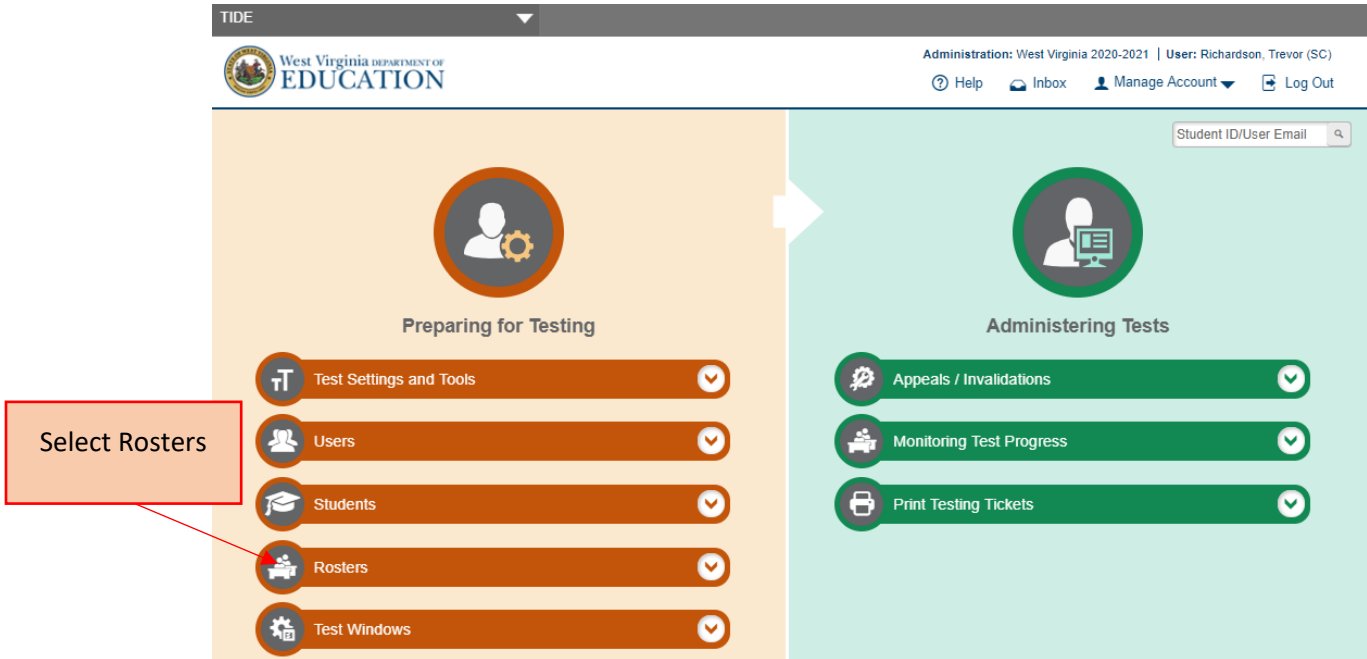 TIDE
West Virginia DEPARTMENT OF
EDUCATION
Administration: West Virginia 2020-2021 | User: Richardson, Trevor (SC)
Help Inbox Manage Account Log Out
Student ID/User Email
Preparing for Testing
Test Settings and Tools
Users
Students
Rosters
Test Windows
Administering Tests
Appeals / Invalidations
Monitoring Test Progress
Print Testing Tickets
Select Rosters